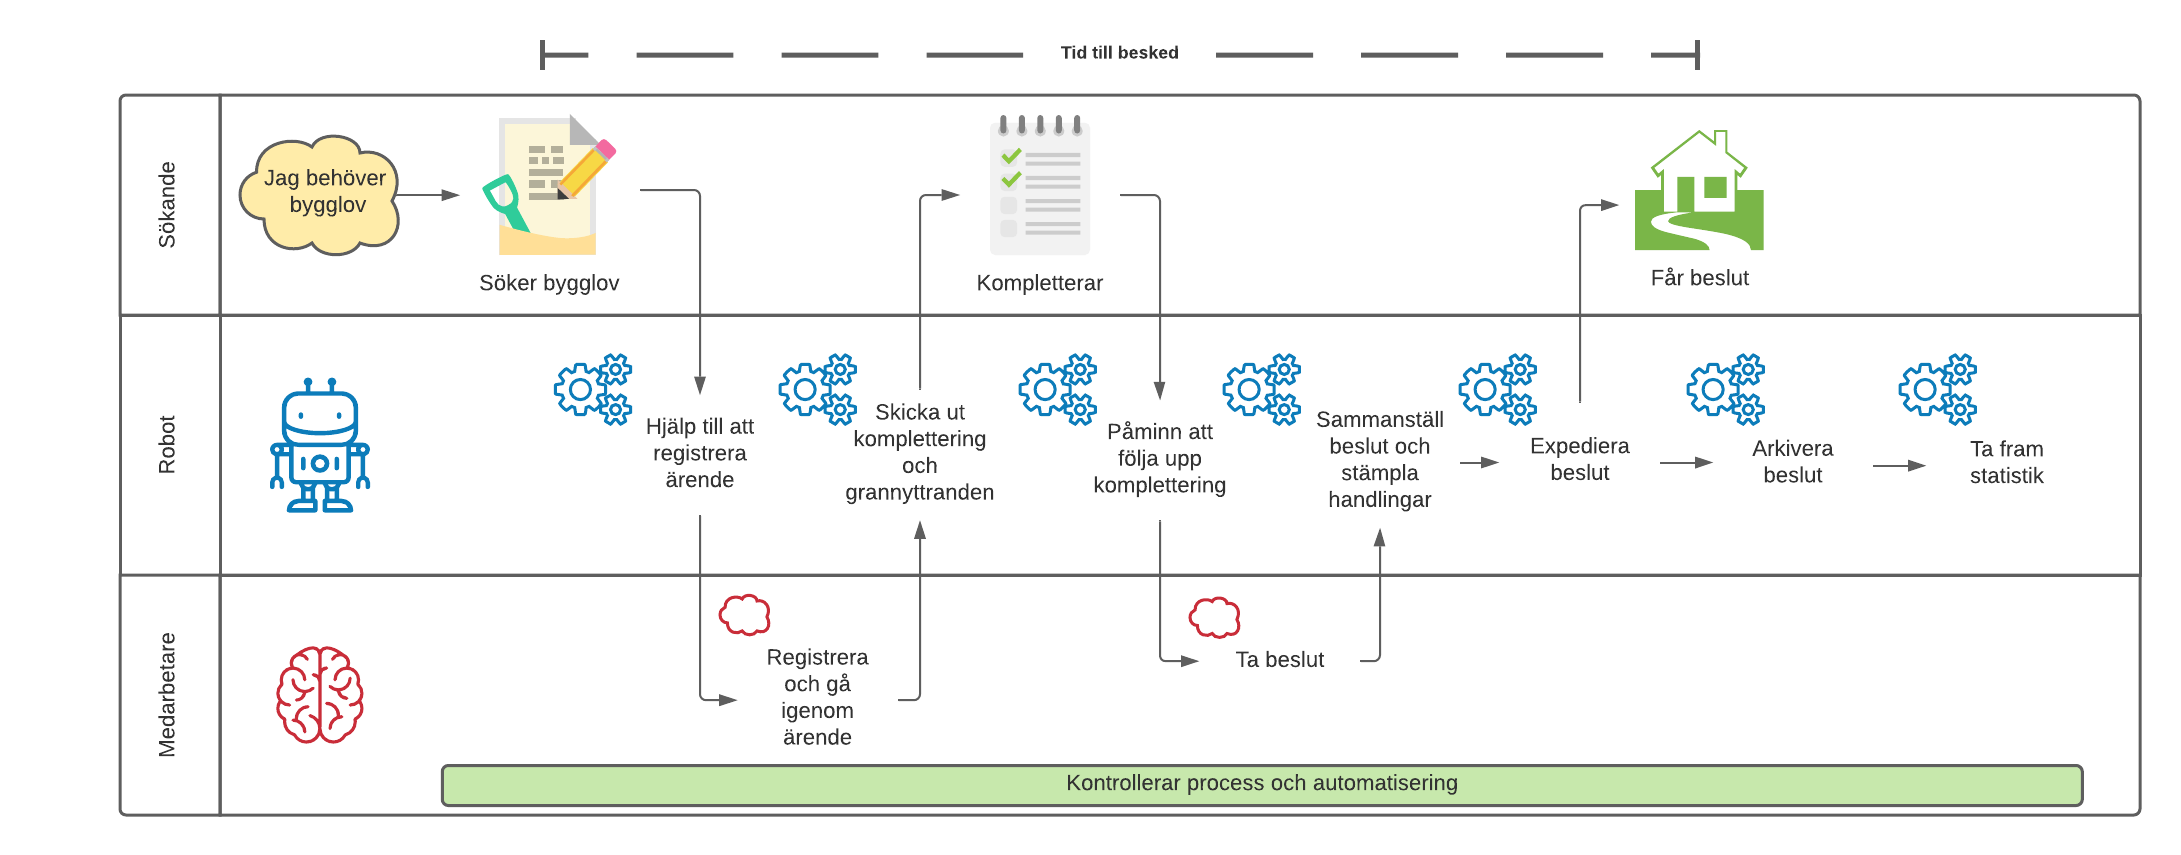 Tid till besked
Sökande
Jag behöver
bygglov
Söker bygglov
Kompletterar
Får beslut
Robot
Hjälp till att
registrera
ärende
Skicka ut
komplettering
och
grannyttranden
Påminn att
följa upp
komplettering
Sammanställ
beslut och
stämpla
handlingar
Expediera
beslut
Arkivera
beslut
Ta fram
statistik
Medarbetare
Registrera
och gå
igenom
ärende
Ta beslut
Kontrollerar process och automatisering